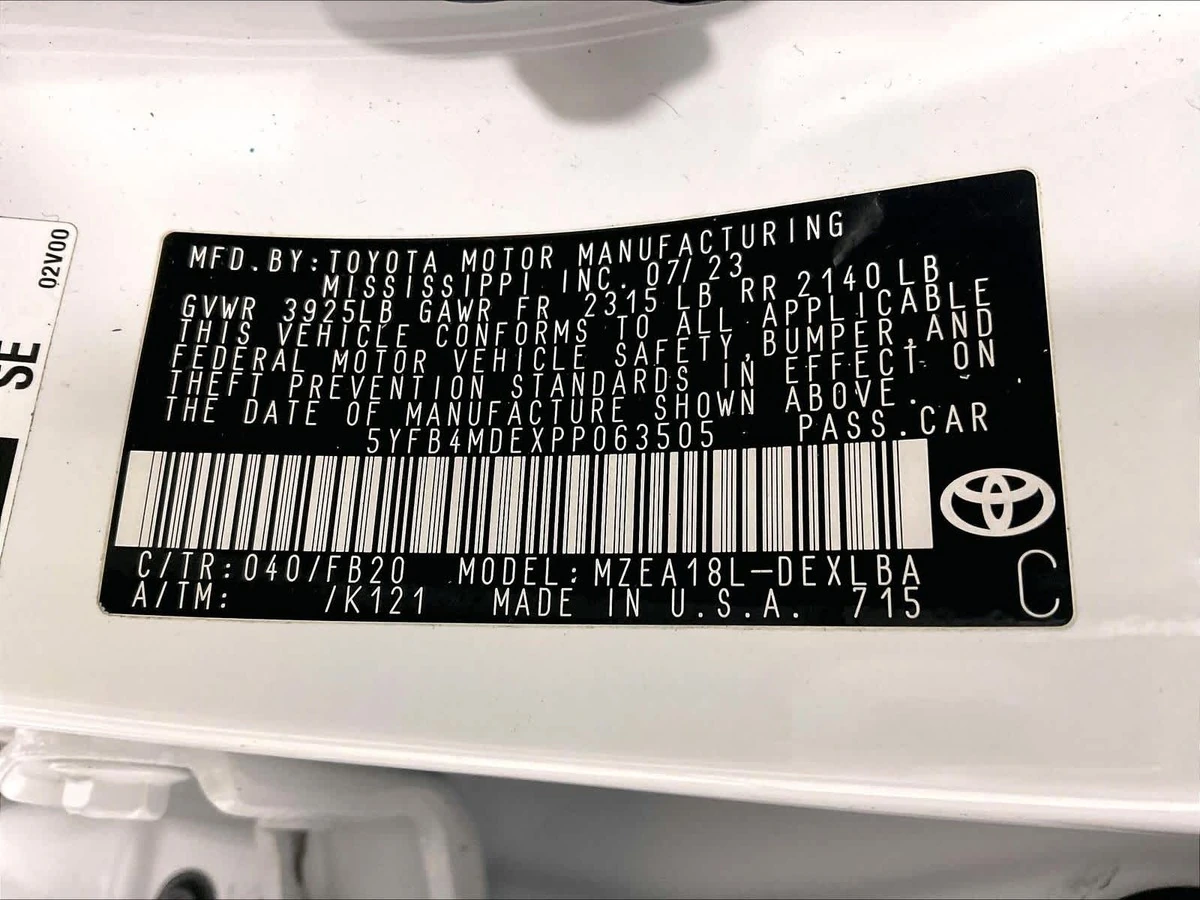 02V00
SE
MFD.BY:TOYOTA MOTOR MANUFACTURING
MISSISSIPPI INC. 07/23
GVWR 3925LB GAWR FR 2315 LB RR 2140 LB
THIS VEHICLE CONFORMS TO ALL APPLICABLE
FEDERAL MOTOR VEHICLE SAFETY,BUMPER,AND
THEFT PREVENTION STANDARDS IN EFFECT ON
THE DATE OF MANUFACTURE SHOWN ABOVE.
5YFB4MDEXPP063505 PASS.CAR
C/TR:040/FB20 MODEL:MZEA18L-DEXLBA
A/TM: /K121 MADE IN U.S.A. 715
C